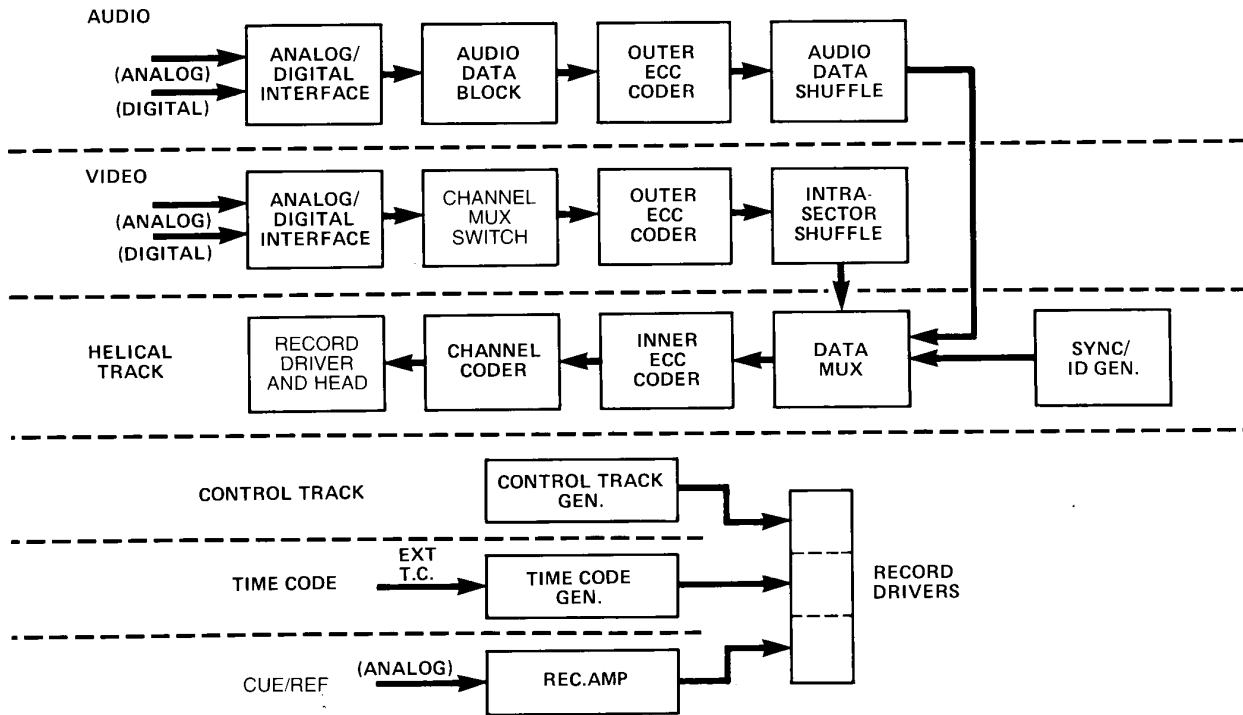 AUDIO
(ANALOG)
(DIGITAL)
ANALOG/
DIGITAL
INTERFACE
AUDIO
DATA
BLOCK
OUTER
ECC
CODER
AUDIO
DATA
SHUFFLE
VIDEO
(ANALOG)
(DIGITAL)
ANALOG/
DIGITAL
INTERFACE
CHANNEL
MUX
SWITCH
OUTER
ECC
CODER
INTRA-
SECTOR
SHUFFLE
HELICAL
TRACK
RECORD
DRIVER
AND HEAD
CHANNEL
CODER
INNER
ECC
CODER
DATA
MUX
SYNC/
ID GEN.
CONTROL TRACK
CONTROL TRACK
GEN.
TIME CODE
EXT
T.C.
TIME CODE
GEN.
RECORD
DRIVERS
CUE/REF
(ANALOG)
REC.AMP